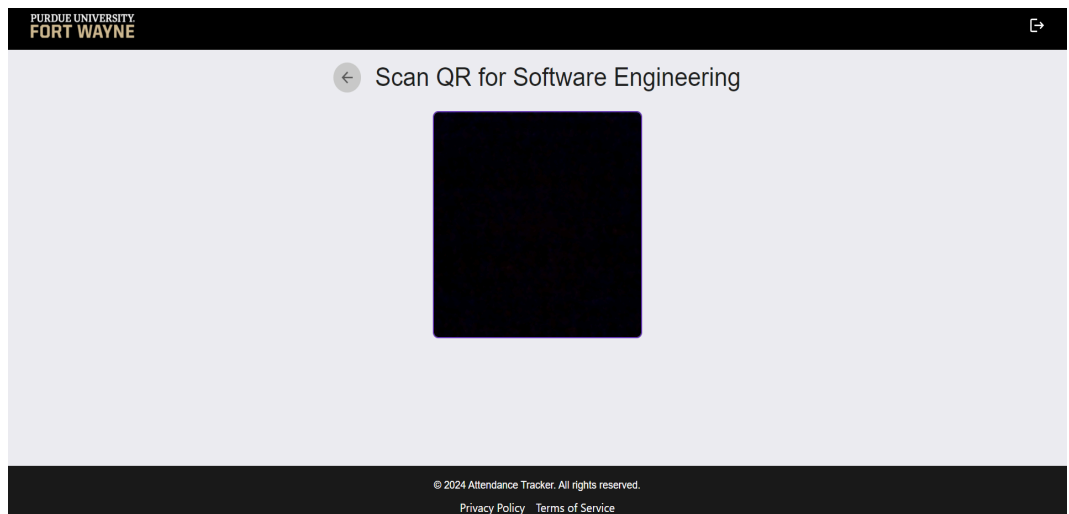 PURDUE UNIVERSITY.
FORT WAYNE
Scan QR for Software Engineering
© 2024 Attendance Tracker. All rights reserved.
Privacy Policy Terms of Service